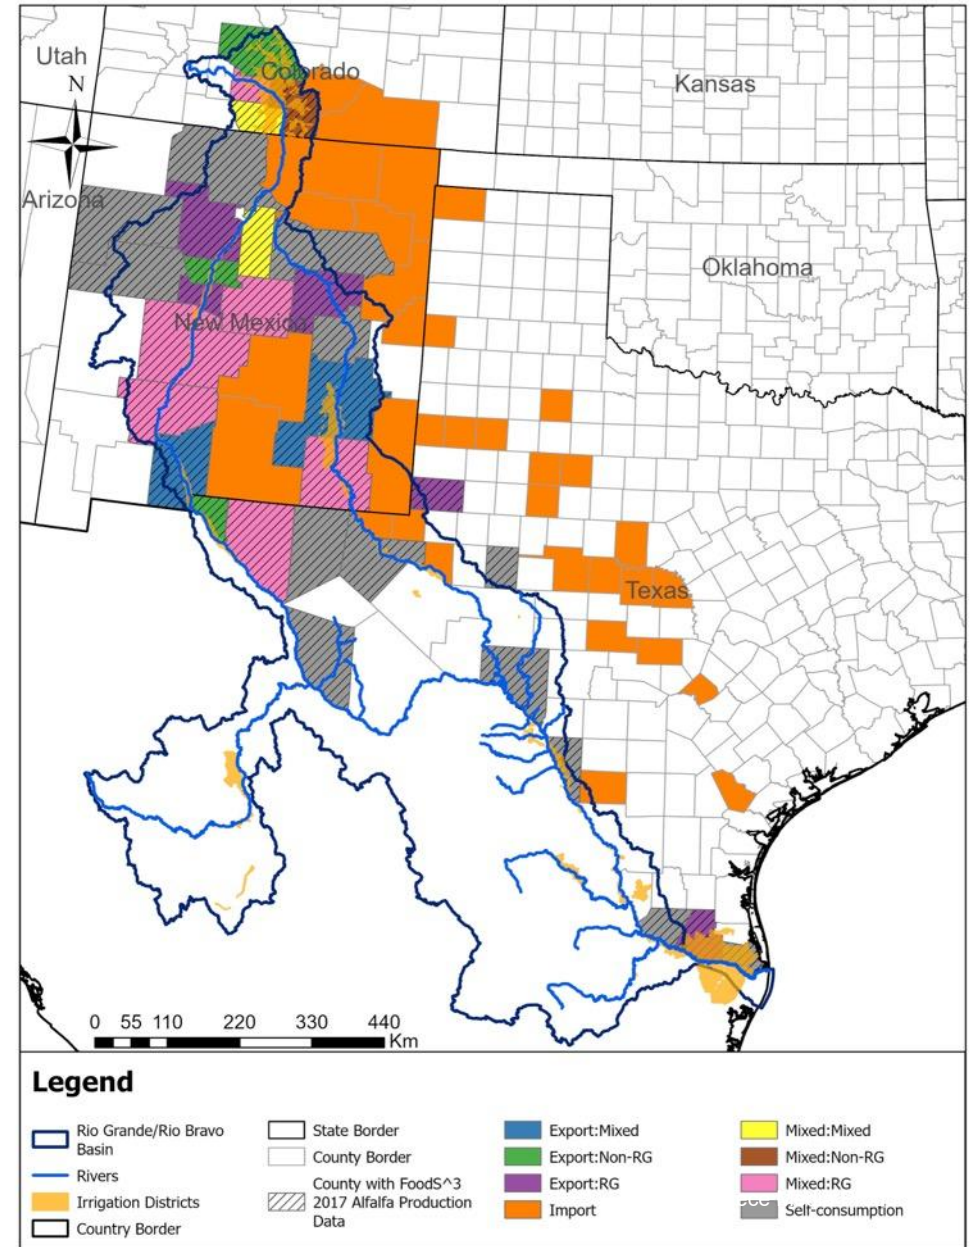 Utah
N
Colorado
Kansas
Arizona
Oklahoma
New Mexico
Texas
0 55 110 220 330 440
Km
Legend
Rio Grande/Rio Bravo
Basin
Rivers
Irrigation Districts
Country Border
State Border
County Border
County with FoodS^3
2017 Alfalfa Production
Data
Export:Mixed
Export:Non-RG
Export:RG
Import
Mixed:Mixed
Mixed:Non-RG
Mixed:RG
Self-consumption